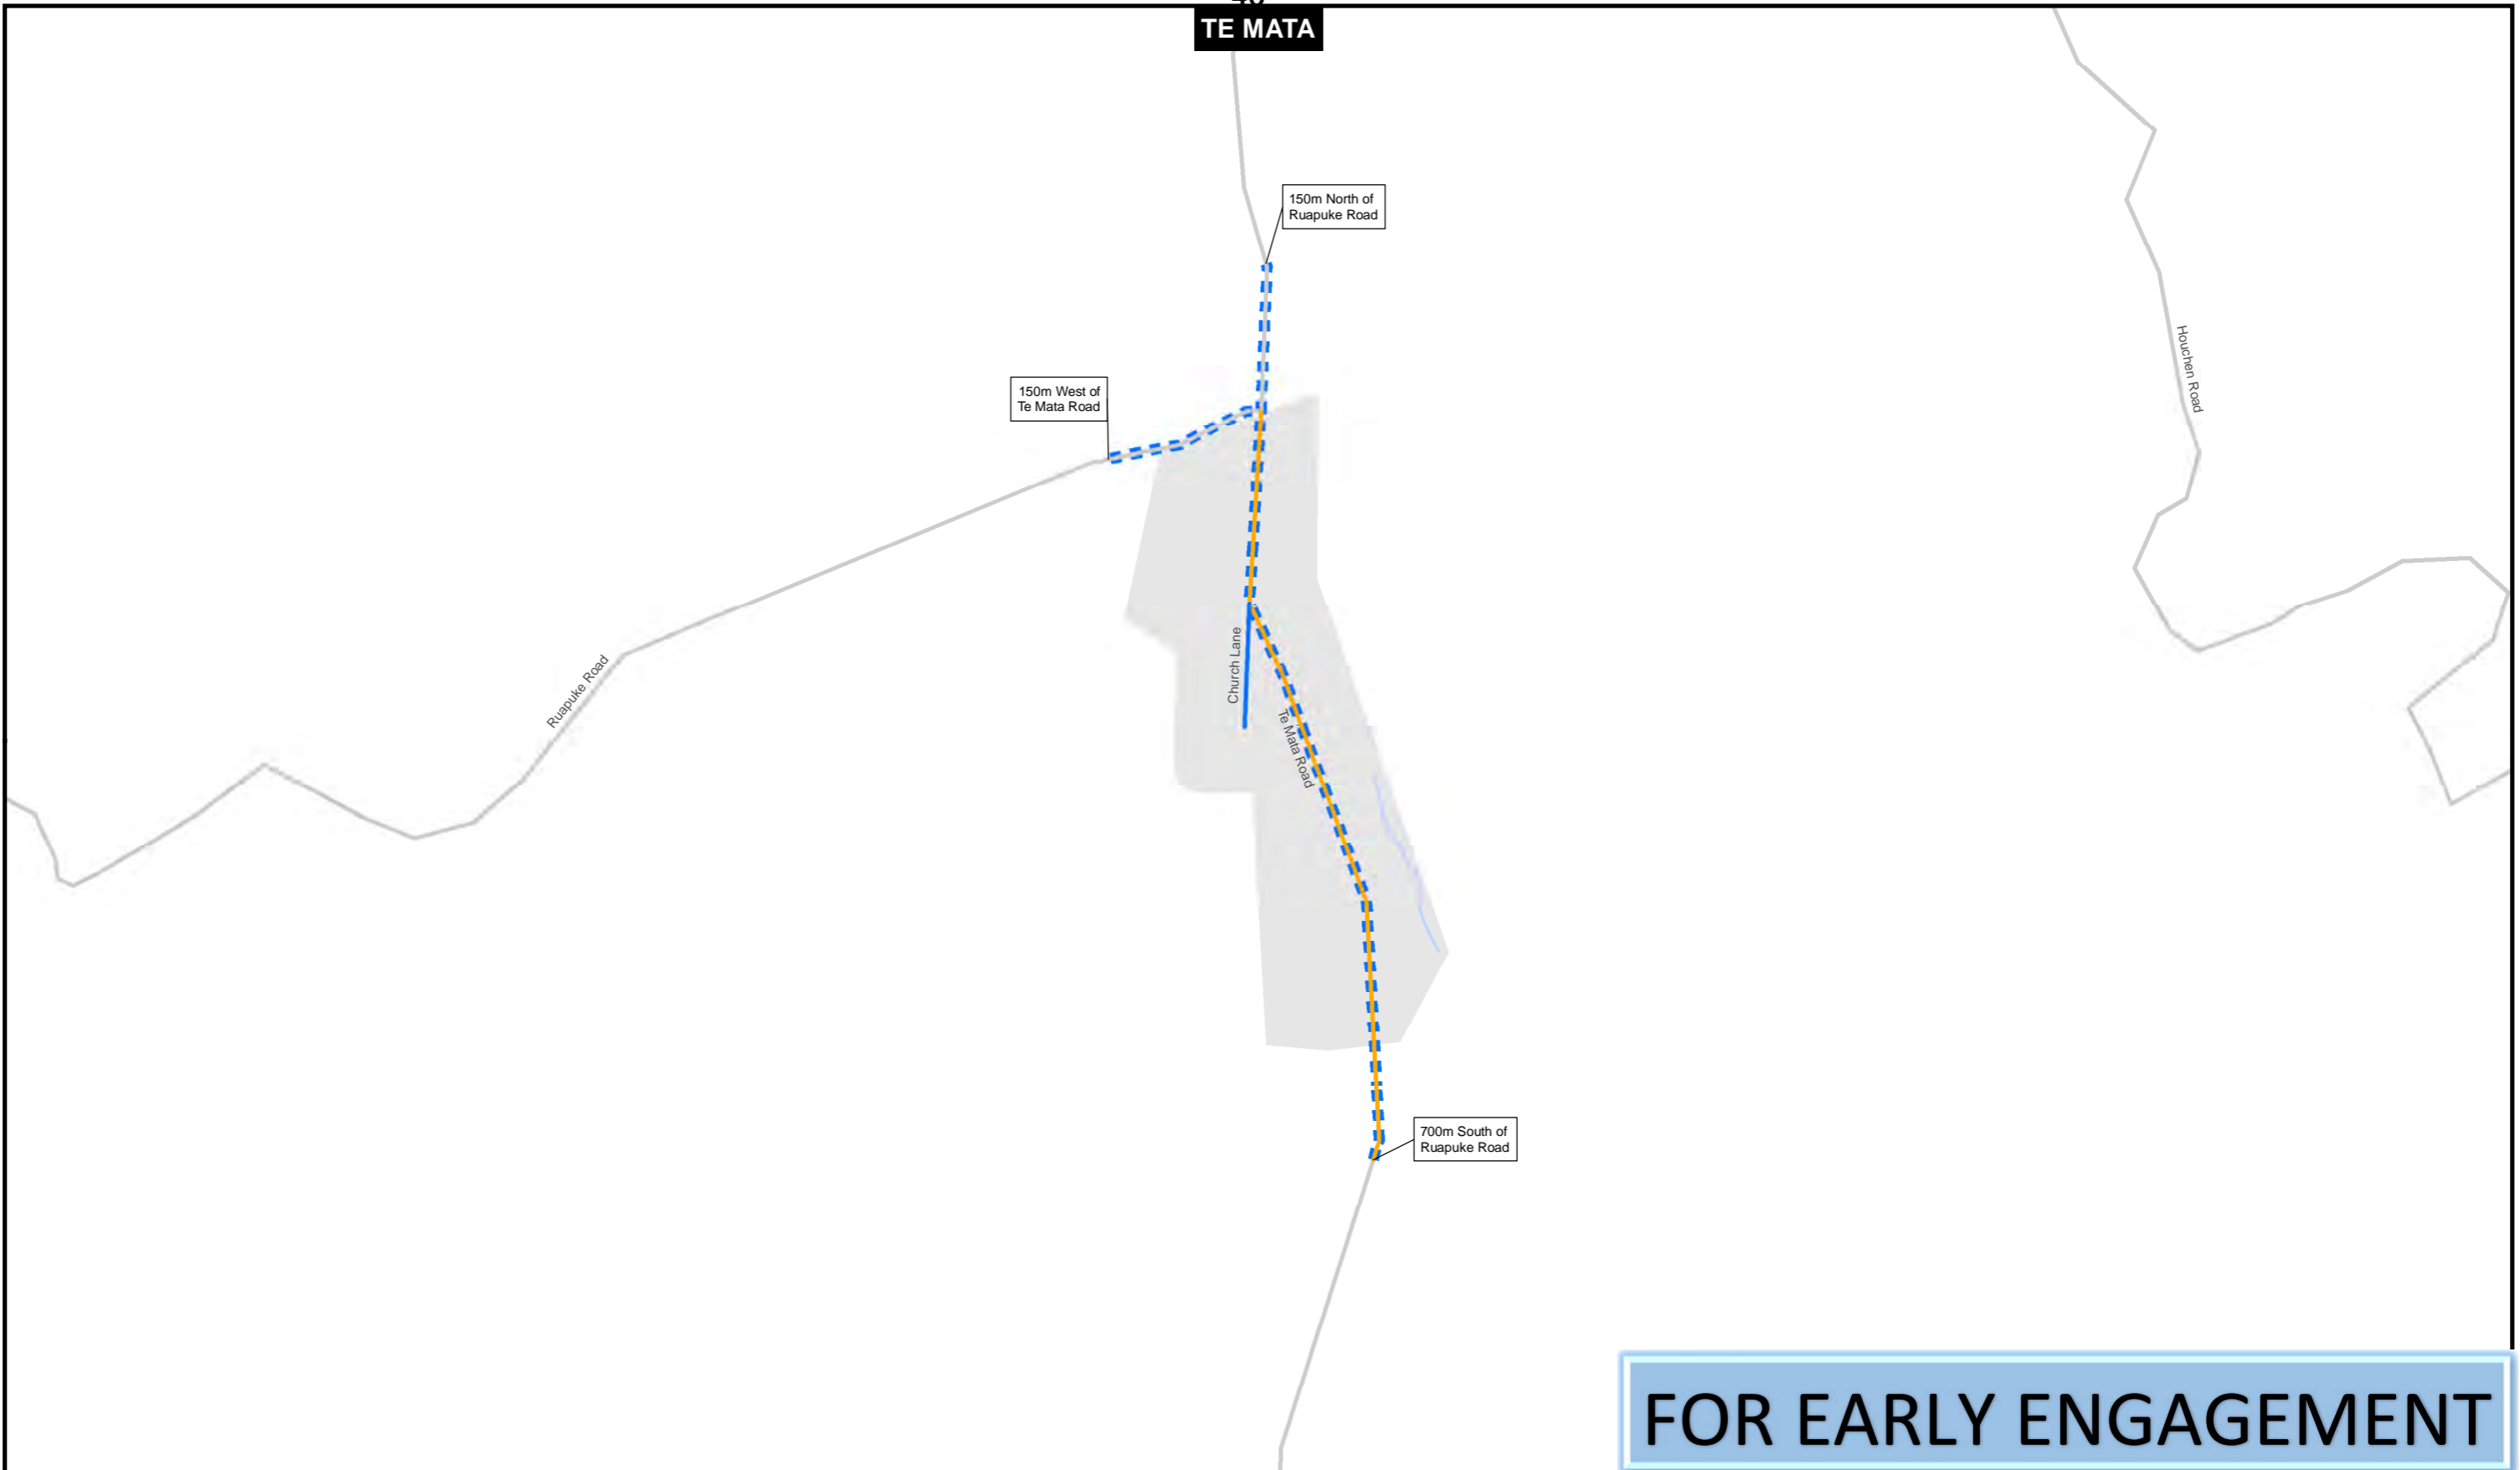 TE MATA
150m North of
Ruapuke Road
150m West of
Te Mata Road
Houchen Road
Church Lane
Ruapuke Road
Te Mata Road
700m South of
Ruapuke Road
FOR EARLY ENGAGEMENT